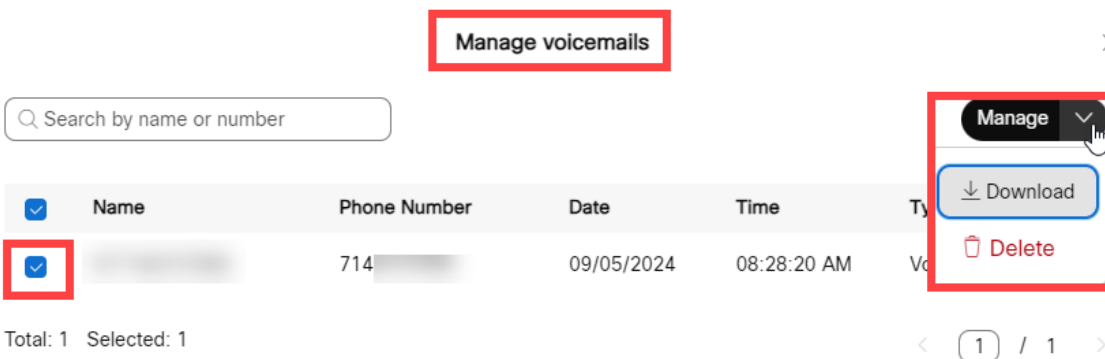 Manage voicemails
Search by name or number
Manage
Download
Name Phone Number Date Time
Delete
714 09/05/2024 08:28:20 AM
Total: 1 Selected: 1
1 / 1